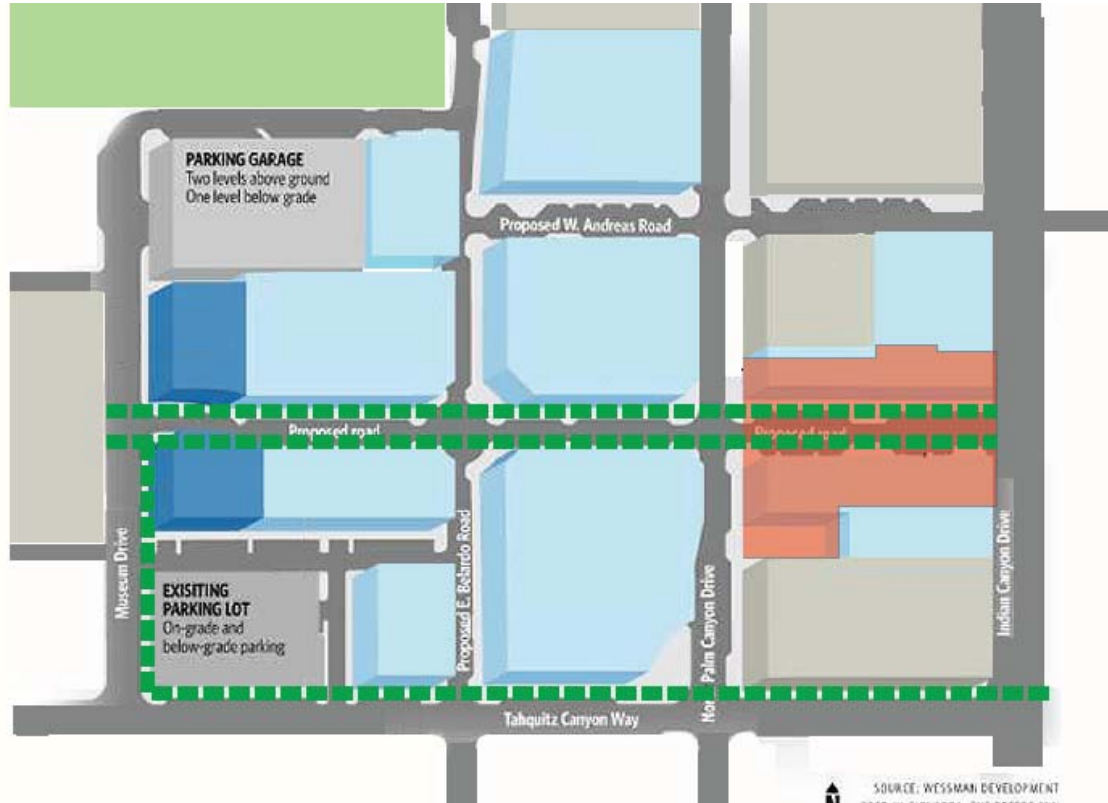 PARKING GARAGE
Two levels above ground
One level below grade
Proposed W. Andreas Road
Proposed road
Proposed road
Museum Drive
EXISITING
PARKING LOT
On-grade and
below-grade parking
Proposed E. Belardo Road
Palm Canyon Drive
Indian Canyon Drive
Tahquitz Canyon Way
SOURCE: WESSMAN DEVELOPMENT
N